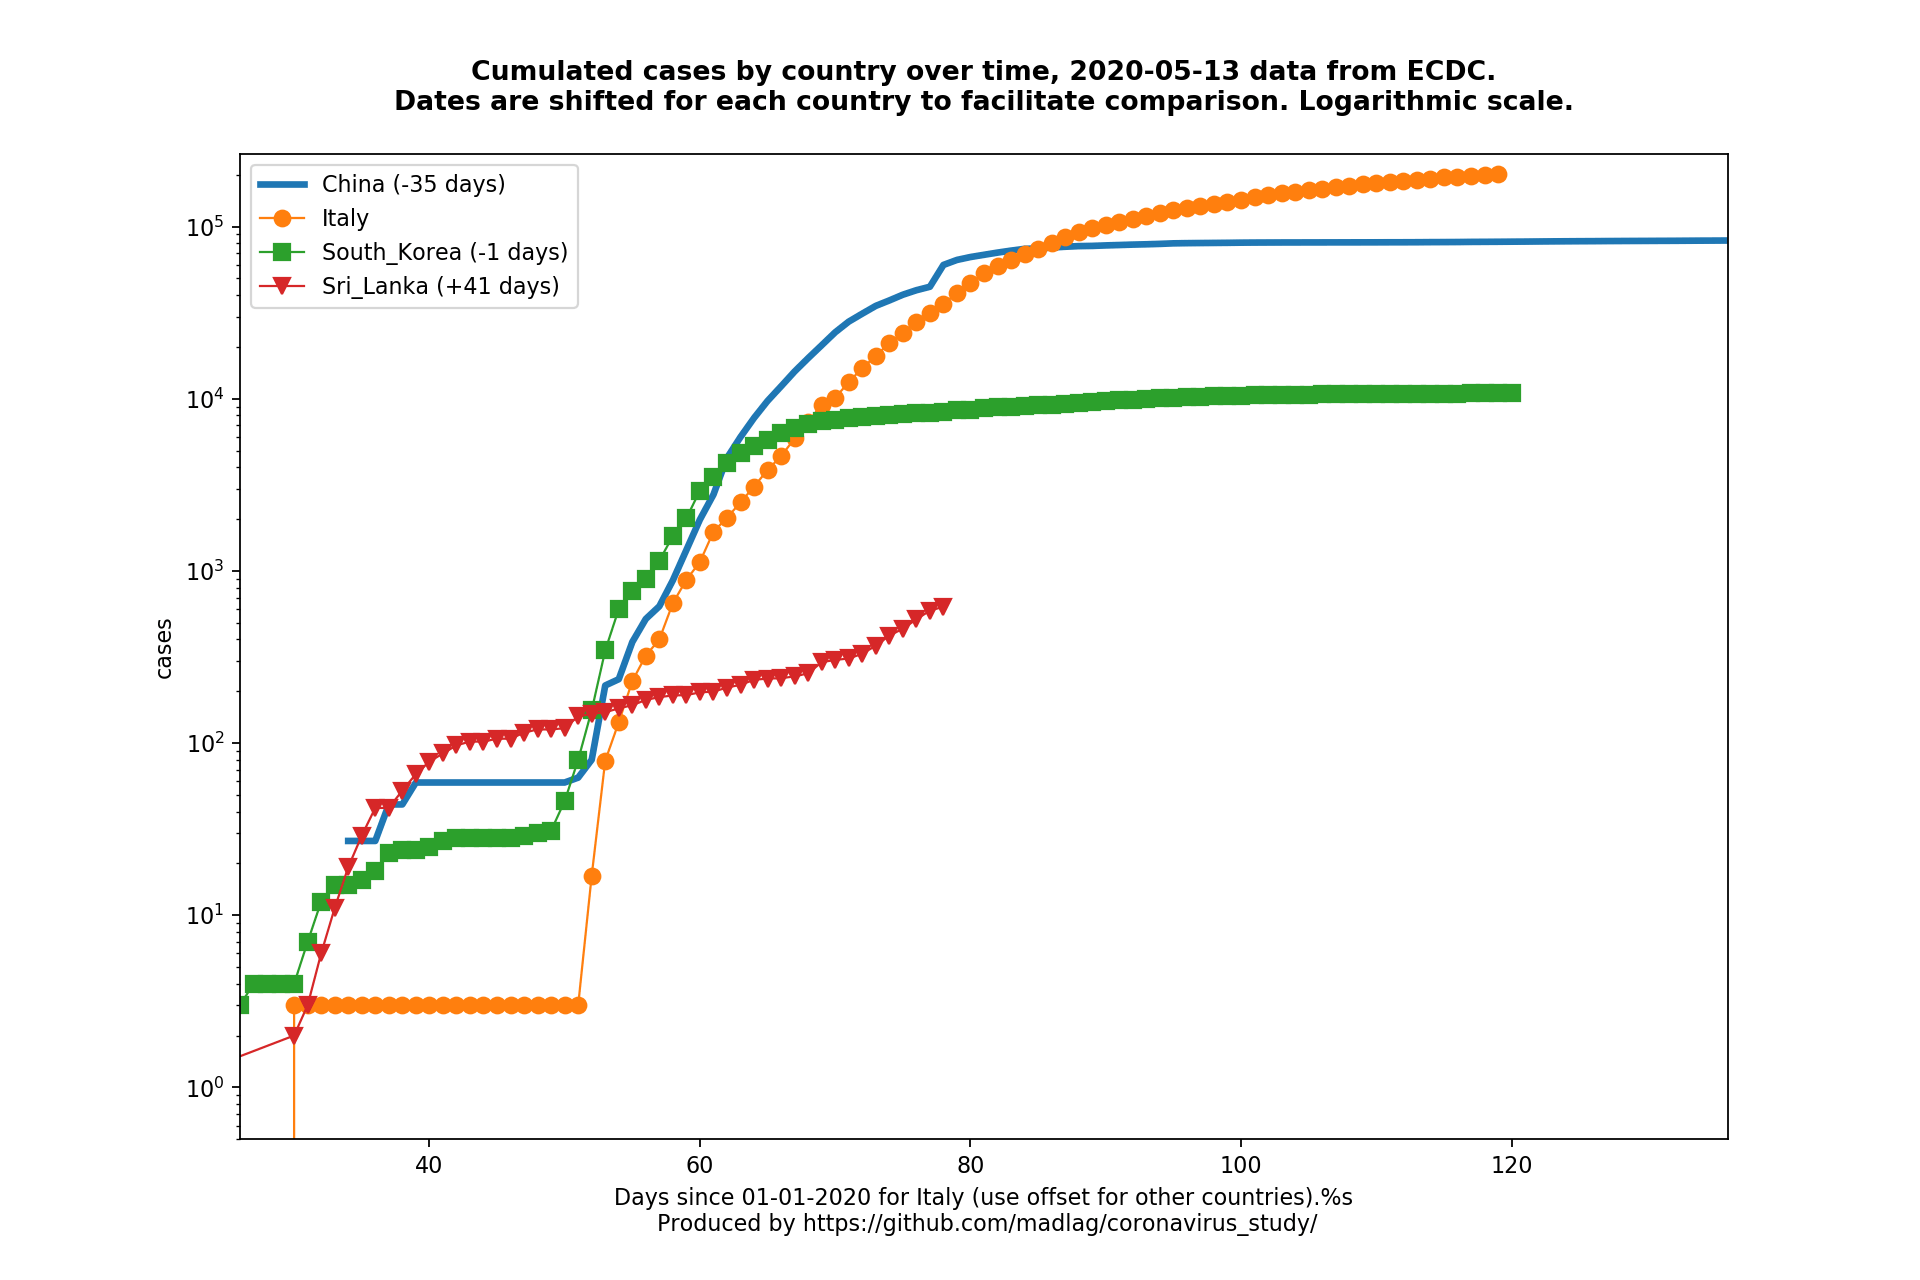 Cumulated cases by country over time, 2020-05-13 data from ECDC.
Dates are shifted for each country to facilitate comparison. Logarithmic scale.
China (-35 days)
Italy
South_Korea (-1 days)
Sri_Lanka (+41 days)
10^5
10^4
10^3
10^2
10^1
10^0
cases
40 60 80 100 120
Days since 01-01-2020 for Italy (use offset for other countries).%s
Produced by https://github.com/madlag/coronavirus_study/